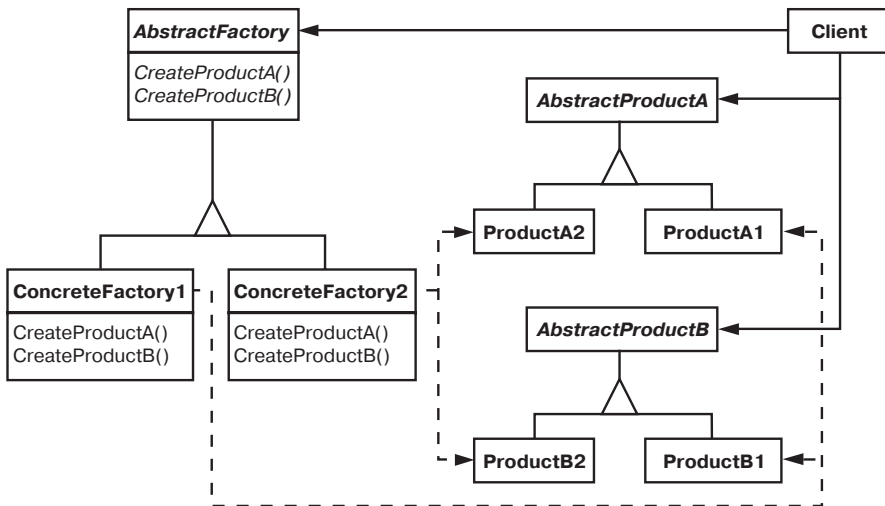 AbstractFactory
CreateProductA()
CreateProductB()
Client
AbstractProductA
ProductA2
ProductA1
ConcreteFactory1
CreateProductA()
CreateProductB()
ConcreteFactory2
CreateProductA()
CreateProductB()
AbstractProductB
ProductB2
ProductB1